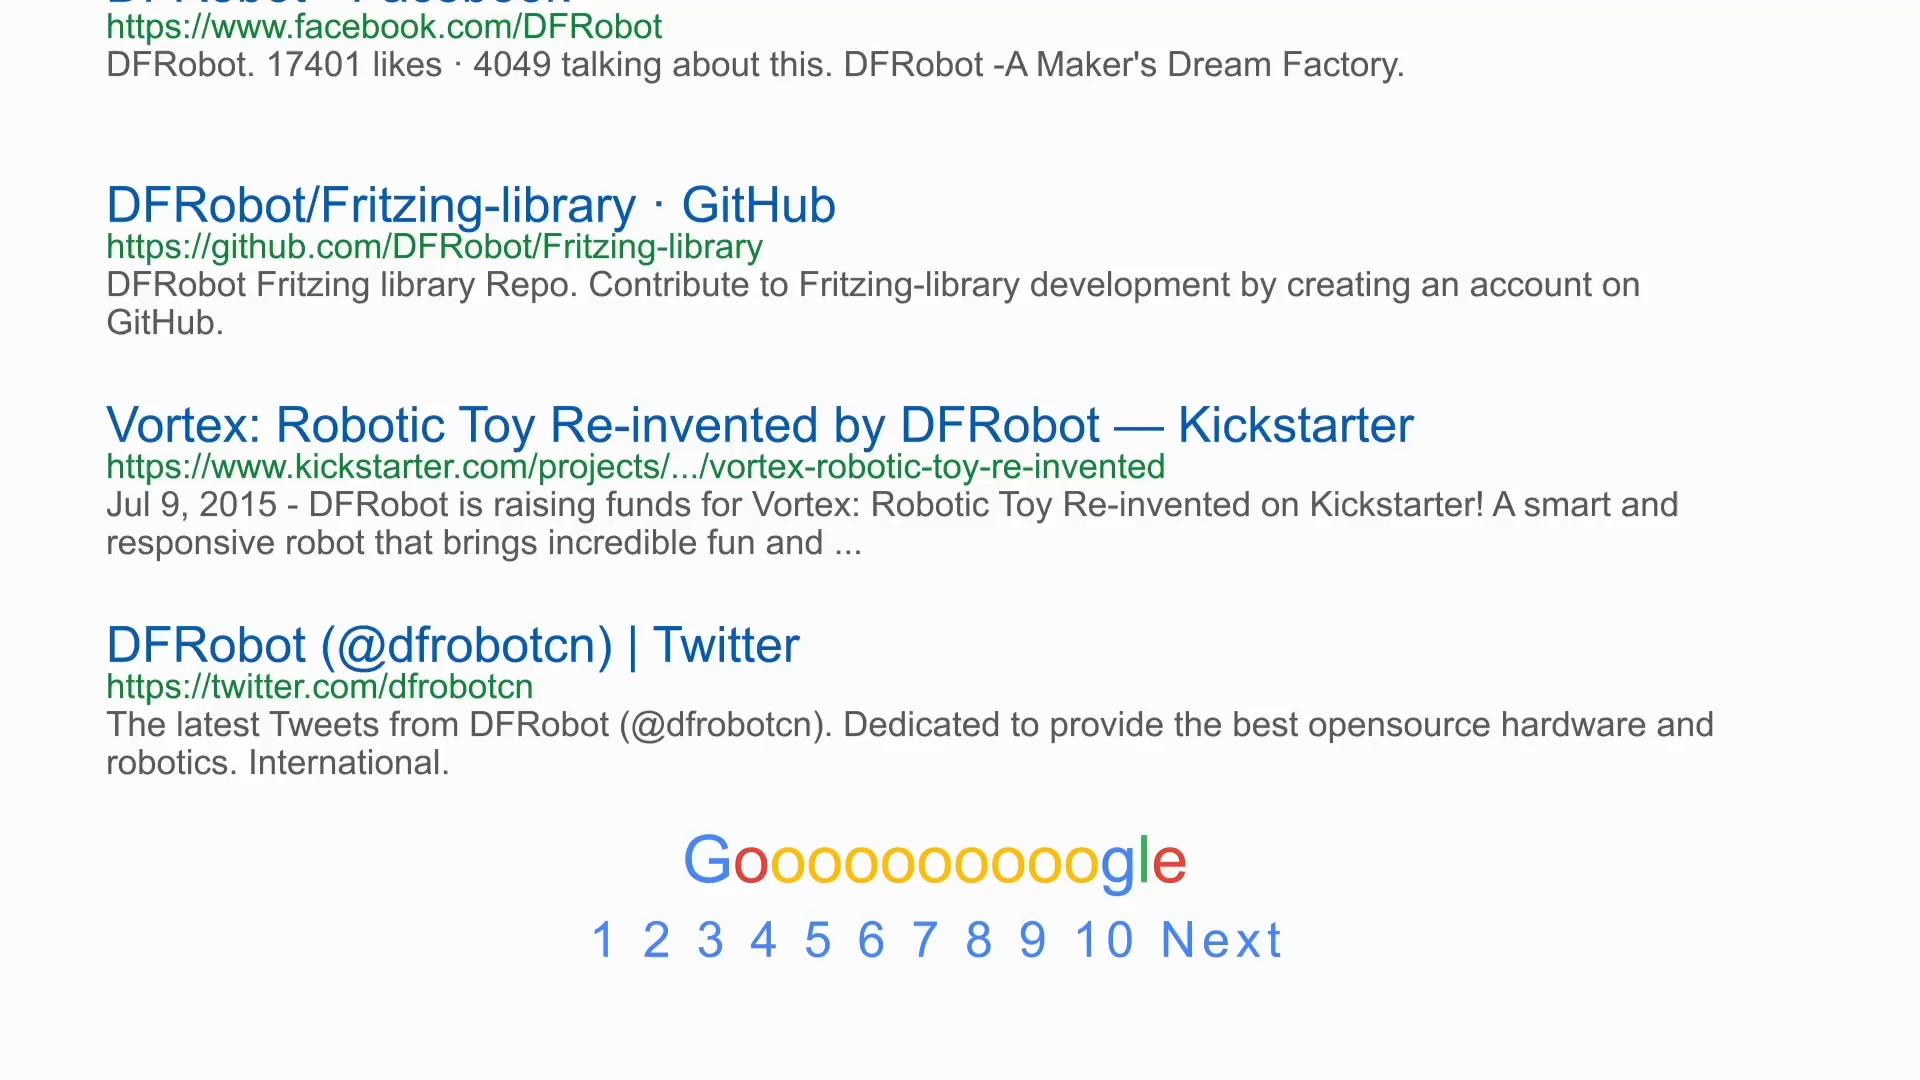 DFRobot - Facebook
https://www.facebook.com/DFRobot
DFRobot. 17401 likes · 4049 talking about this. DFRobot -A Maker's Dream Factory.
DFRobot/Fritzing-library · GitHub
https://github.com/DFRobot/Fritzing-library
DFRobot Fritzing library Repo. Contribute to Fritzing-library development by creating an account on
GitHub.
Vortex: Robotic Toy Re-invented by DFRobot — Kickstarter
https://www.kickstarter.com/projects/.../vortex-robotic-toy-re-invented
Jul 9, 2015 - DFRobot is raising funds for Vortex: Robotic Toy Re-invented on Kickstarter! A smart and
responsive robot that brings incredible fun and ...
DFRobot (@dfrobotcn) | Twitter
https://twitter.com/dfrobotcn
The latest Tweets from DFRobot (@dfrobotcn). Dedicated to provide the best opensource hardware and
robotics. International.
Goooooooooogle
1 2 3 4 5 6 7 8 9 10 Next